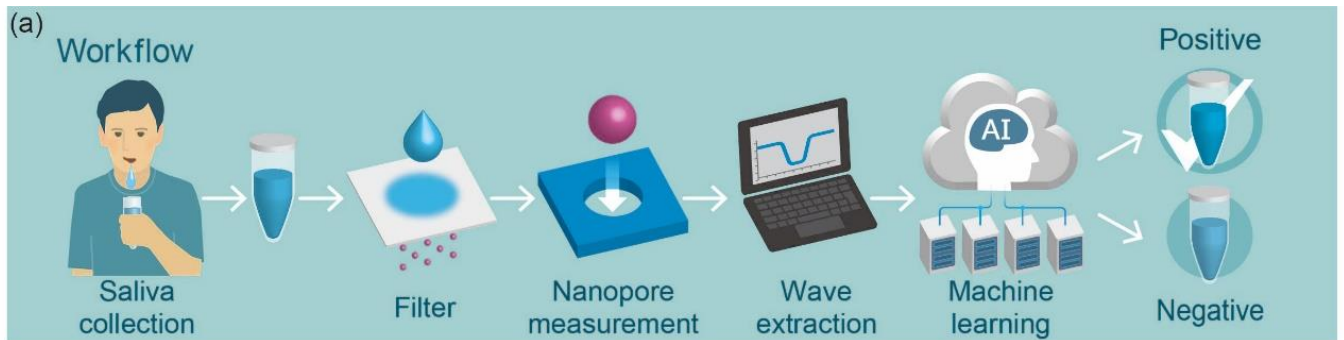 (a)
Workflow
Saliva
collection
Filter
Nanopore
measurement
Wave
extraction
AI
Machine
learning
Positive
Negative